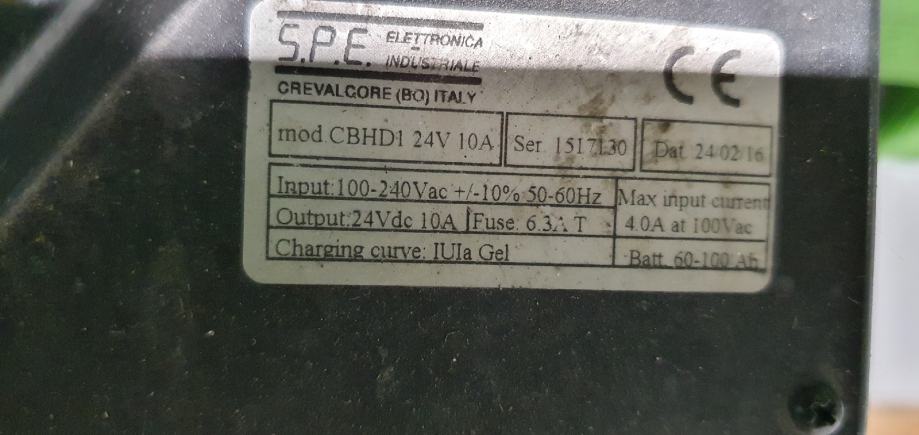 S.P.E. ELETTRONICA
INDUSTRIALE
CREVALCORE (BO) ITALY
CE
mod.CBHD1 24V 10A Ser. 1517130 Dat. 24/02/16
Input:100-240Vac +/-10% 50-60Hz
Max input current
4.0A at 100Vac
Output:24Vdc 10A Fuse: 6.3A T
Charging curve: IUIa Gel
Batt. 60-100 Ah